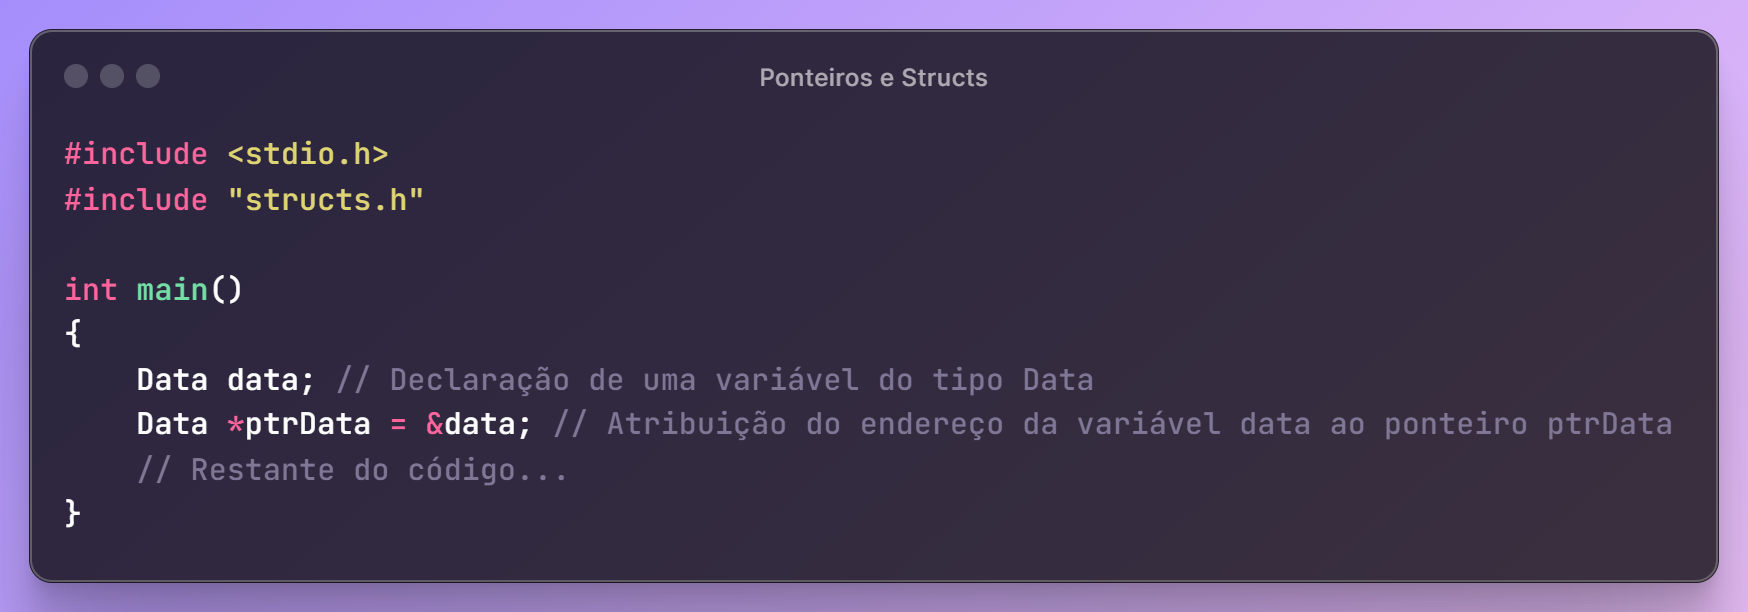 Ponteiros e Structs
#include <stdio.h>
#include "structs.h"
int main()
{
    Data data; // Declaração de uma variável do tipo Data
    Data *ptrData = &data; // Atribuição do endereço da variável data ao ponteiro ptrData
    // Restante do código...
}